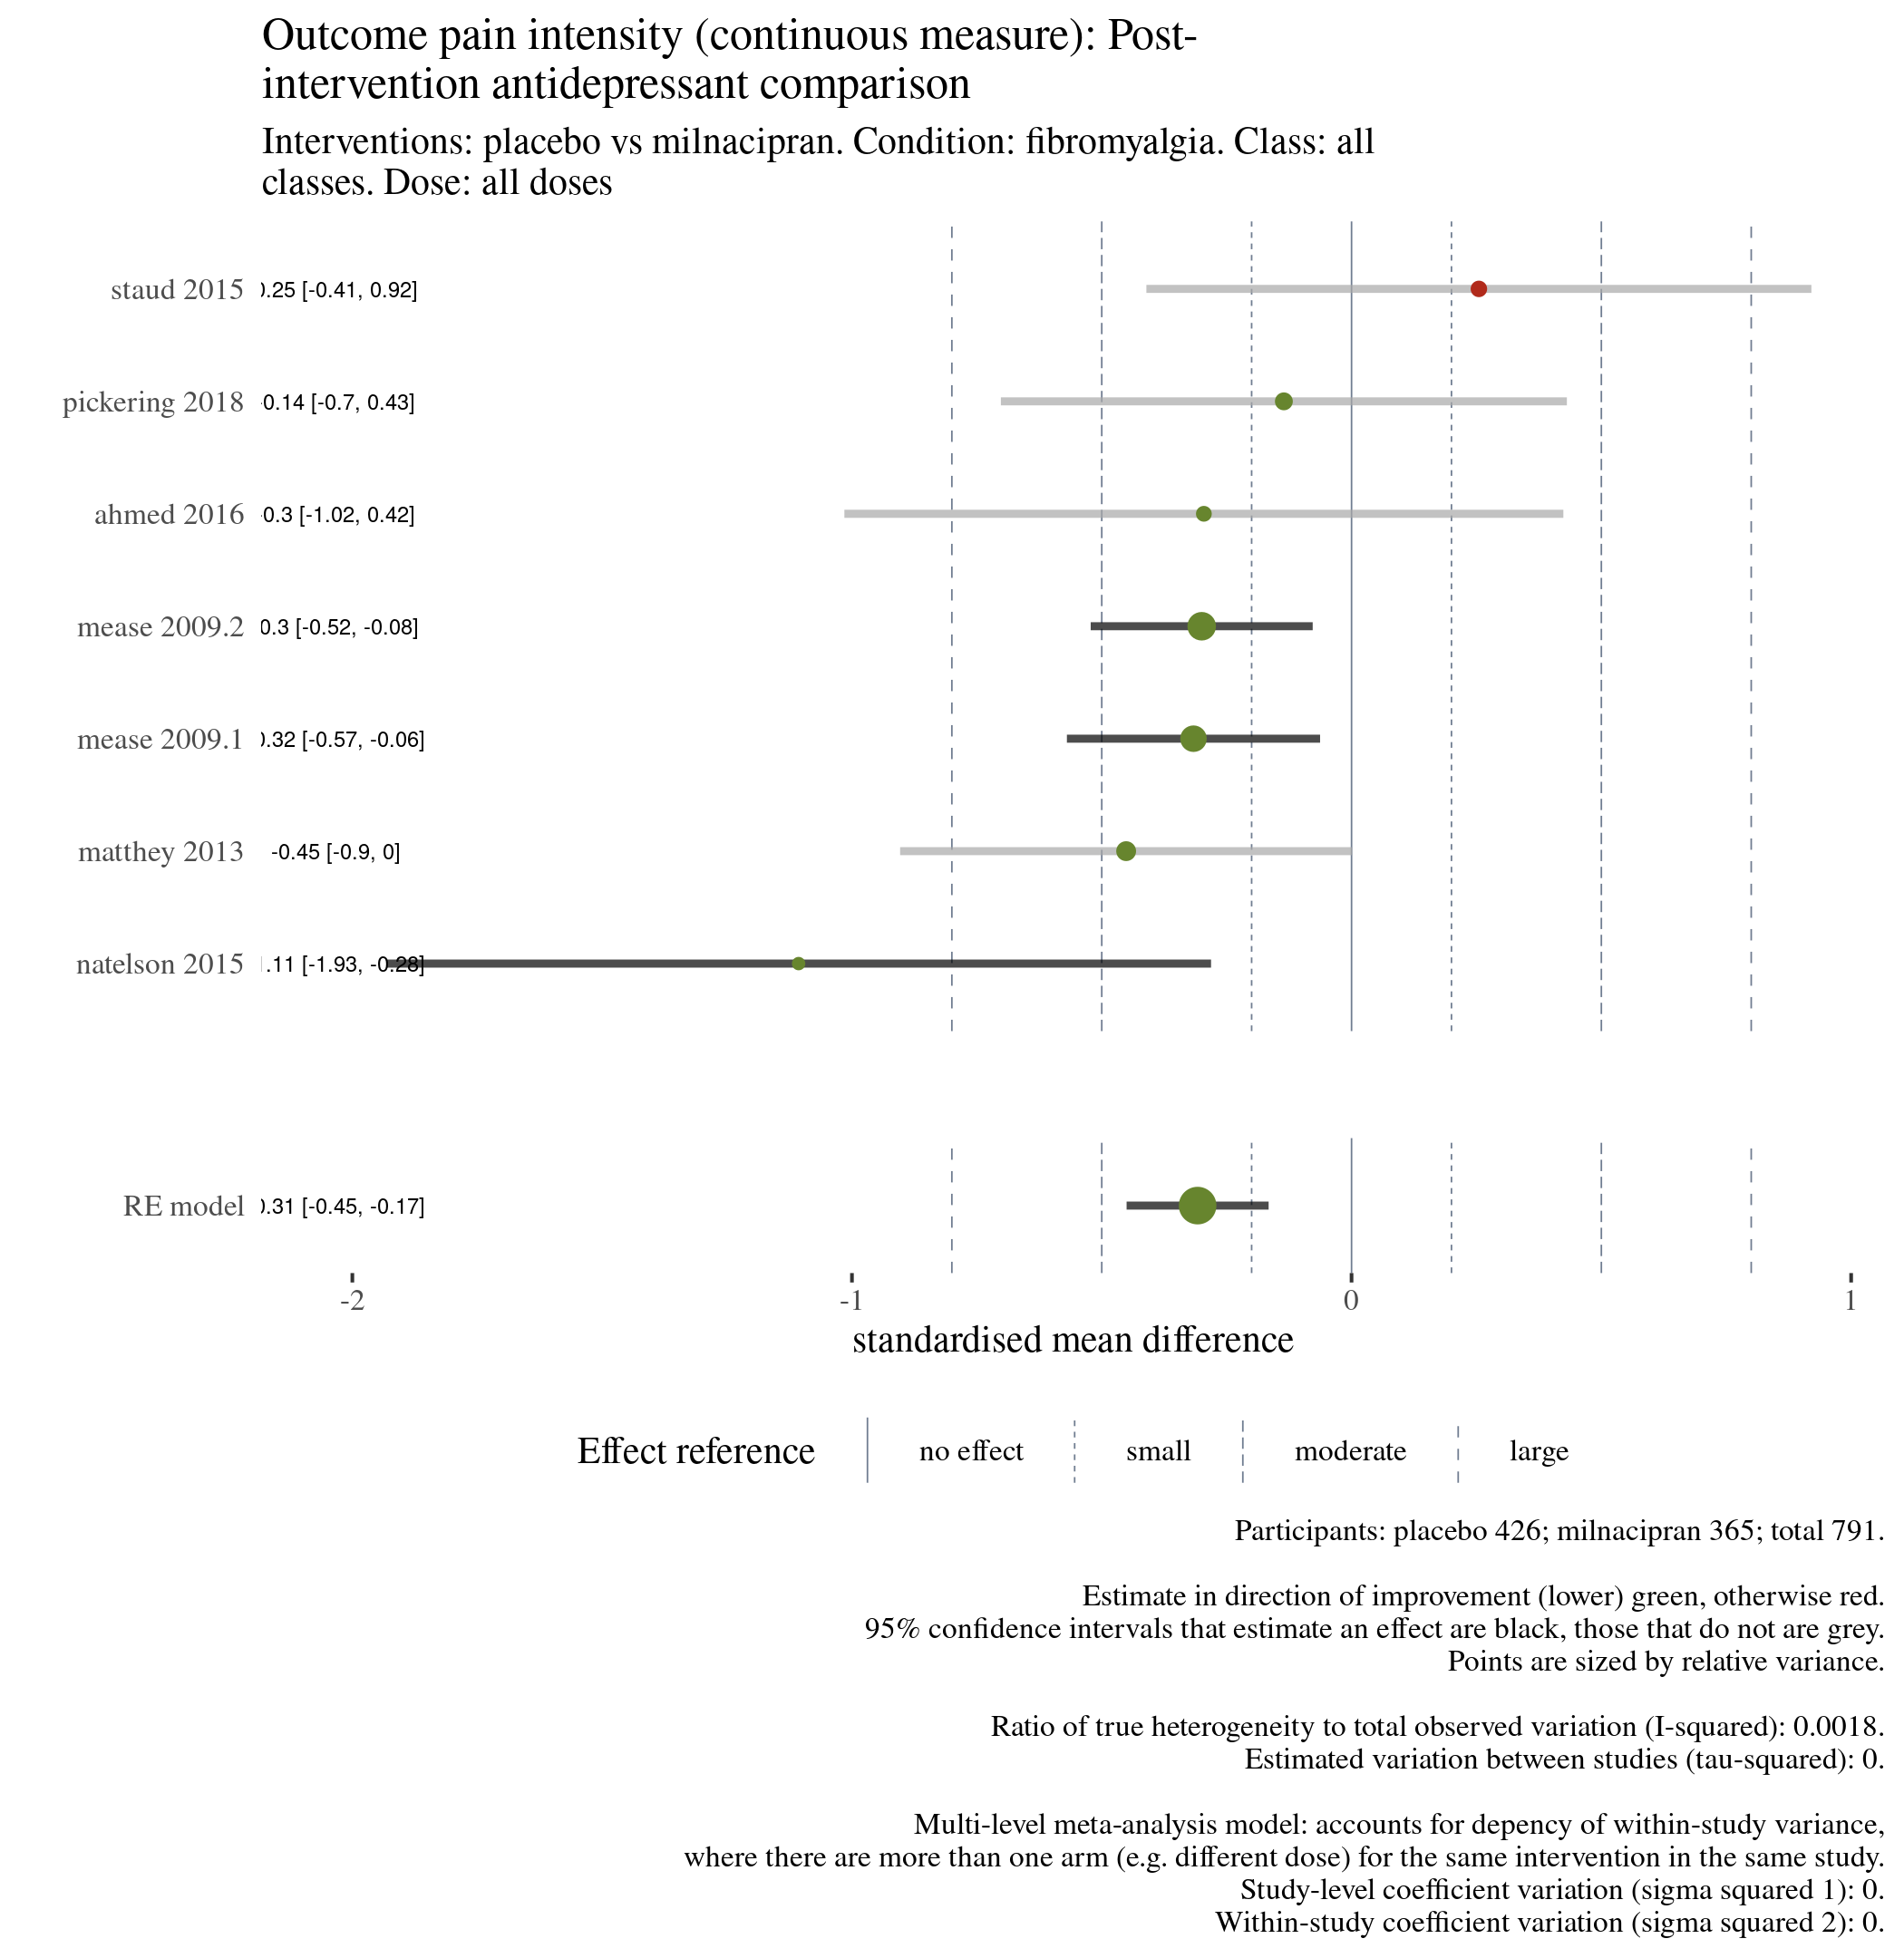 Outcome pain intensity (continuous measure): Post-
intervention antidepressant comparison
Interventions: placebo vs milnacipran. Condition: fibromyalgia. Class: all
classes. Dose: all doses
staud 2015 .25 [-0.41, 0.92]
pickering 2018 0.14 [-0.7, 0.43]
ahmed 2016 0.3 [-1.02, 0.42]
mease 2009.2 0.3 [-0.52, -0.08]
mease 2009.1 .32 [-0.57, -0.06]
matthey 2013 -0.45 [-0.9, 0]
natelson 2015 .11 [-1.93, -0.28]
RE model .31 [-0.45, -0.17]
-2 -1 0 1
standardised mean difference
Effect reference no effect small moderate large
Participants: placebo 426; milnacipran 365; total 791.
Estimate in direction of improvement (lower) green, otherwise red.
95% confidence intervals that estimate an effect are black, those that do not are grey.
Points are sized by relative variance.
Ratio of true heterogeneity to total observed variation (I-squared): 0.0018.
Estimated variation between studies (tau-squared): 0.
Multi-level meta-analysis model: accounts for depency of within-study variance,
where there are more than one arm (e.g. different dose) for the same intervention in the same study.
Study-level coefficient variation (sigma squared 1): 0.
Within-study coefficient variation (sigma squared 2): 0.